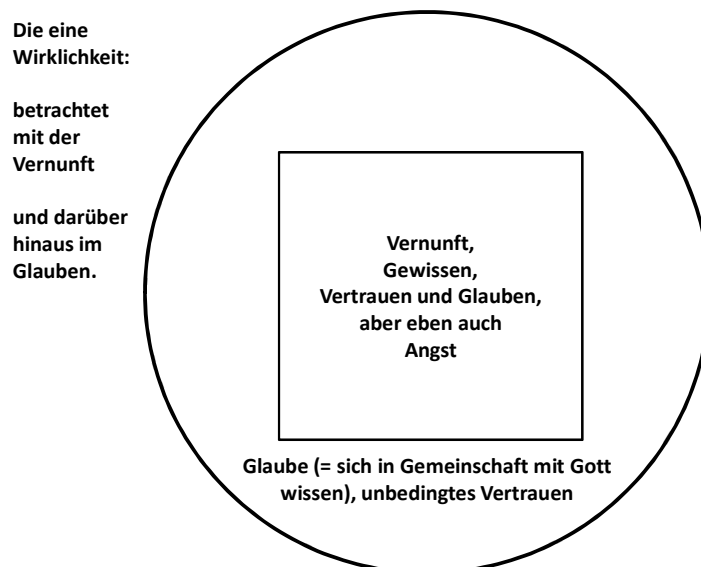 Die eine
Wirklichkeit:
betrachtet
mit der
Vernunft
und darüber
hinaus im
Glauben.
Vernunft,
Gewissen,
Vertrauen und Glauben,
aber eben auch
Angst
Glaube (= sich in Gemeinschaft mit Gott
wissen), unbedingtes Vertrauen